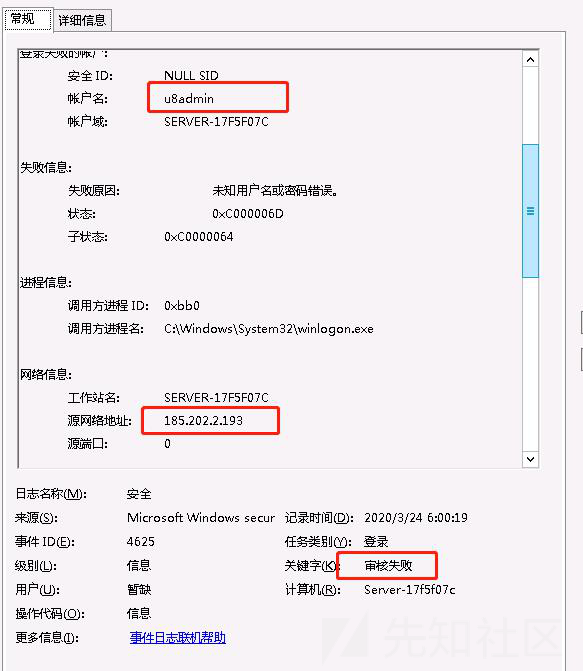 常规 详细信息
登录失败的帐户:
安全 ID: NULL SID
帐户名: u8admin
帐户域: SERVER-17F5F07C
失败信息:
失败原因: 未知用户名或密码错误。
状态: 0xC000006D
子状态: 0xC0000064
进程信息:
调用方进程 ID: 0xbb0
调用方进程名: C:\Windows\System32\winlogon.exe
网络信息:
工作站名: SERVER-17F5F07C
源网络地址: 185.202.2.193
源端口: 0
日志名称(M): 安全
来源(S): Microsoft Windows secur 记录时间(D): 2020/3/24 6:00:19
事件 ID(E): 4625 任务类别(Y): 登录
级别(L): 信息 关键字(K): 审核失败
用户(U): 暂缺 计算机(R): Server-17f5f07c
操作代码(O): 信息
更多信息(I): 事件日志联机帮助
先知社区